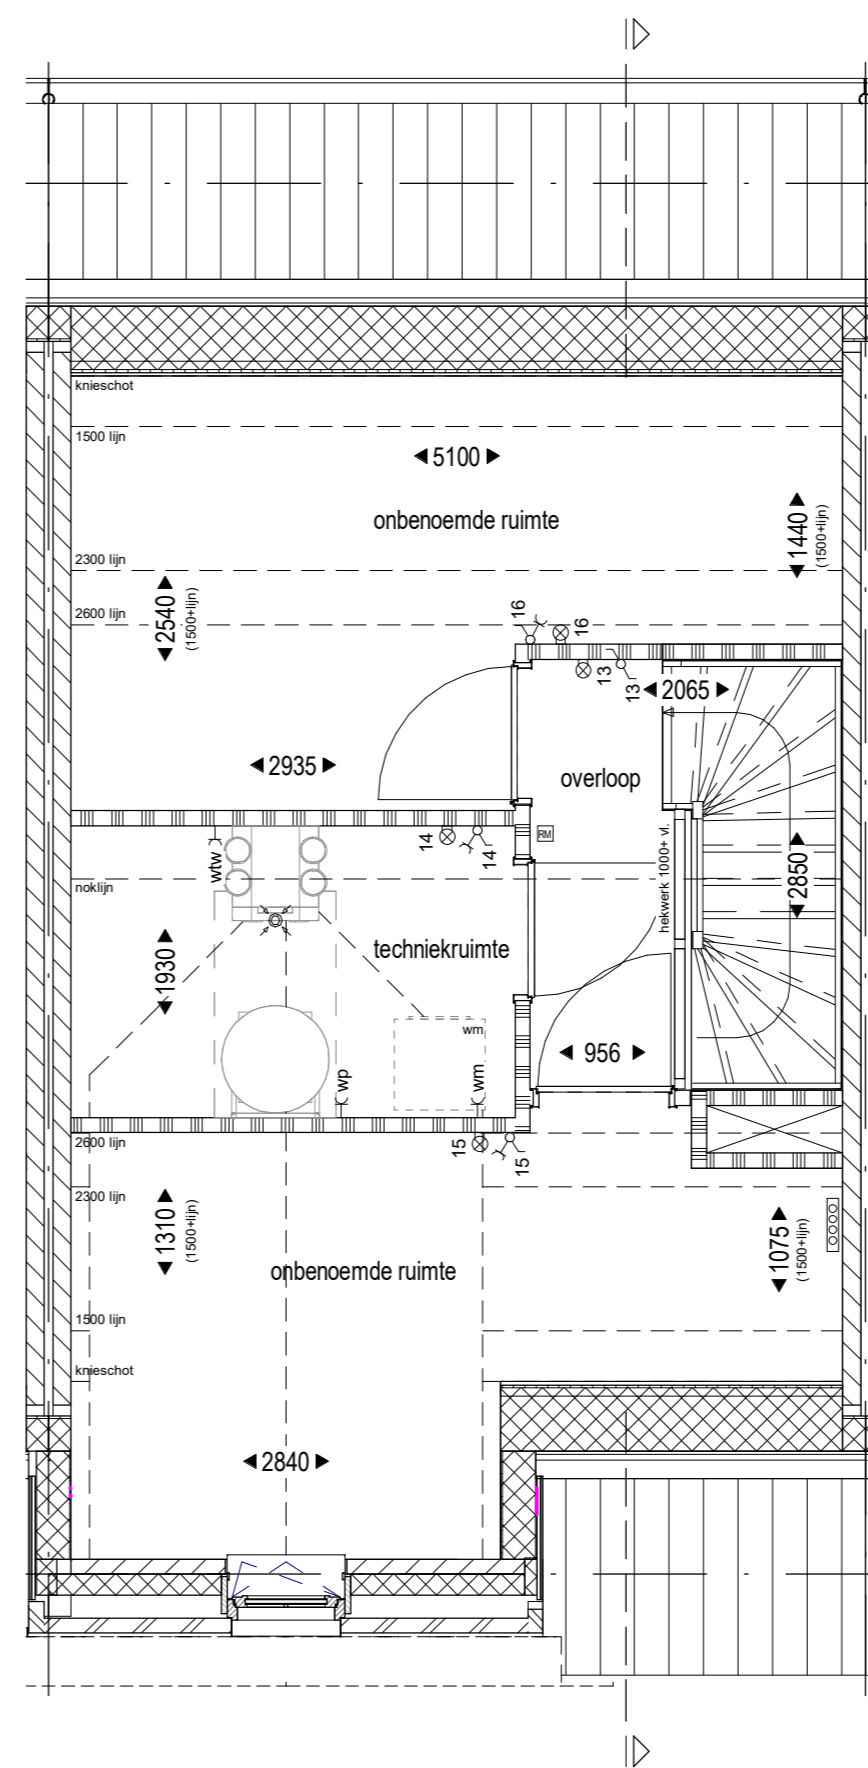 knieschot
1500 lijn
5100
onbenoemde ruimte
1440
(1500+lijn)
2300 lijn
2540
(1500+lijn)
2600 lijn
16
16
13
13
2065
2935
overloop
14
14
RM
hekwerk 1000+ vl.
wtw
noklijn
2850
techniekruimte
1930
wm
956
wp
wm
2600 lijn
15
15
2300 lijn
1310
(1500+lijn)
1075
(1500+lijn)
onbenoemde ruimte
1500 lijn
knieschot
2840